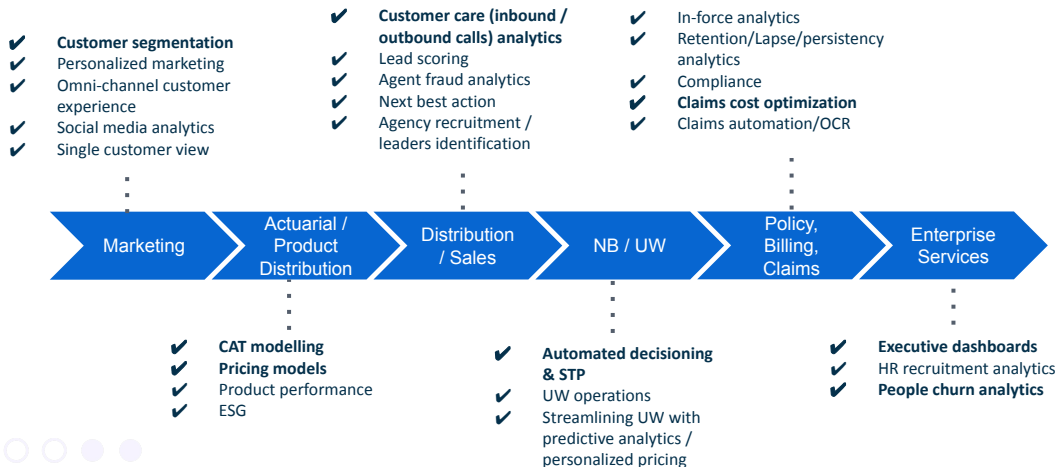 ✔ Customer segmentation
✔ Personalized marketing
✔ Omni-channel customer
experience
✔ Social media analytics
✔ Single customer view
✔ Customer care (inbound /
outbound calls) analytics
✔ Lead scoring
✔ Agent fraud analytics
✔ Next best action
✔ Agency recruitment /
leaders identification
✔ In-force analytics
✔ Retention/Lapse/persistency
analytics
✔ Compliance
✔ Claims cost optimization
✔ Claims automation/OCR
Marketing
Actuarial /
Product
Distribution
Distribution
/ Sales
NB / UW
Policy,
Billing,
Claims
Enterprise
Services
✔ CAT modelling
✔ Pricing models
✔ Product performance
✔ ESG
✔ Automated decisioning
& STP
✔ UW operations
✔ Streamlining UW with
predictive analytics /
personalized pricing
✔ Executive dashboards
✔ HR recruitment analytics
✔ People churn analytics